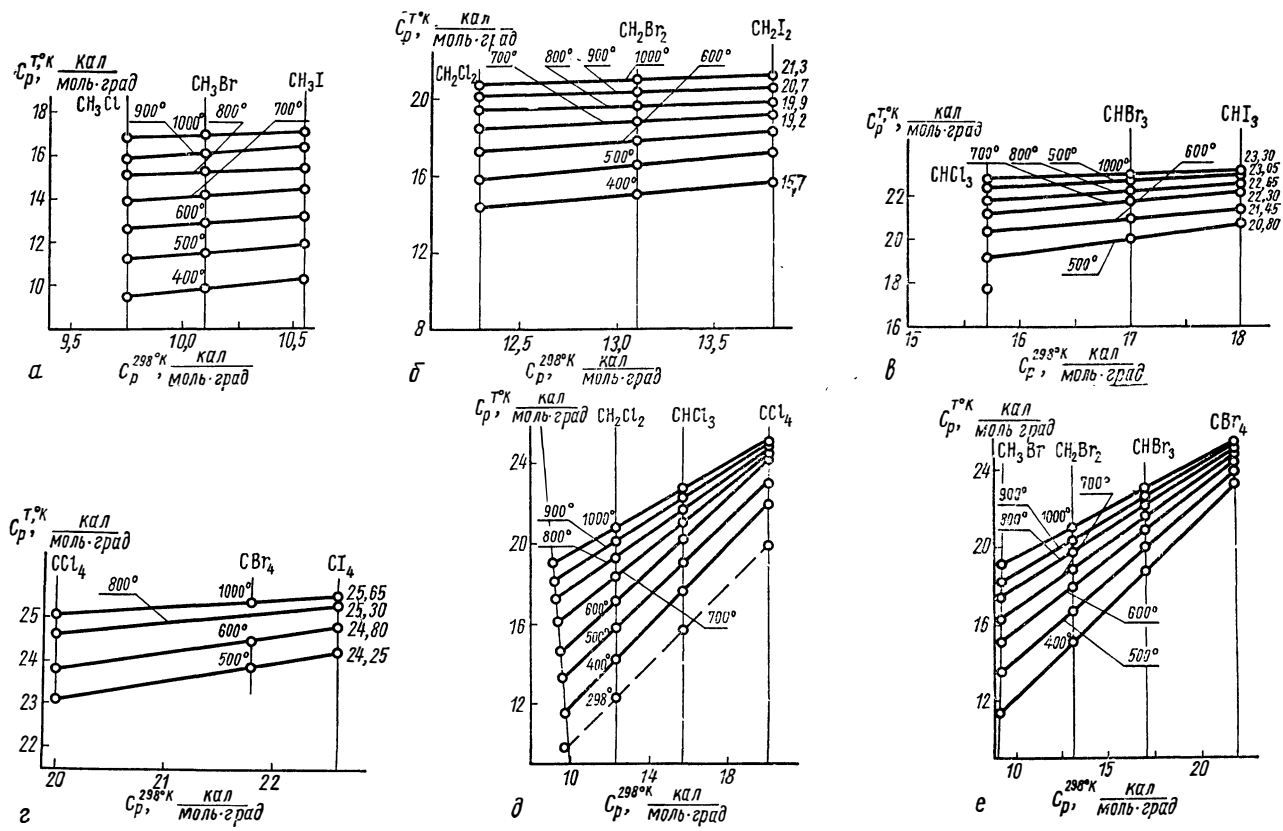 C_p^{T,°K}, кал/моль·град
CH₃Cl
CH₃Br
CH₃I
900°
1000°
800°
700°
600°
500°
400°
18
16
14
12
10
9,5
10,0
10,5
а
C_p^{298°K}, кал/моль·град
C_p^{T°K}, кал/моль·град
CH₂Cl₂
CH₂Br₂
CH₂I₂
700°
800°
900°
1000°
600°
500°
400°
21,3
20,7
19,9
19,2
15,7
20
16
12
8
12,5
13,0
13,5
б
C_p^{298°K}, кал/моль·град
C_p^{T°K}, кал/моль·град
CHCl₃
CHBr₃
CHI₃
700°
800°
500°
1000°
600°
500°
23,30
23,05
22,65
22,30
21,45
20,80
22
20
18
16
15
16
17
18
в
C_p^{298°K}, кал/моль·град
C_p^{T,°K}, кал/моль·град
CCl₄
CBr₄
CI₄
800°
1000°
600°
500°
25,65
25,30
24,80
24,25
25
24
23
22
20
21
22
г
C_p^{298°K}, кал/моль·град
C_p^{T°K}, кал/моль·град
CH₂Cl₂
CHCl₃
CCl₄
900°
1000°
800°
700°
600°
500°
400°
298°
24
20
16
12
10
14
16
18
д
C_p^{298°K}, кал/моль·град
C_p^{T°K}, кал/моль·град
CH₃Br
CH₂Br₂
CHBr₃
CBr₄
900°
1000°
700°
600°
500°
400°
24
20
16
12
10
15
20
е
C_p^{298°K}, кал/моль·град